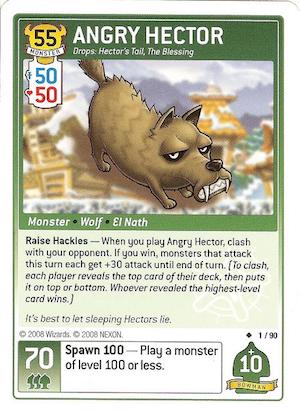 55 ANGRY HECTOR
MONSTER Drops: Hector's Tail, The Blessing
50
50
Monster • Wolf • El Nath
Raise Hackles — When you play Angry Hector, clash
with your opponent. If you win, monsters that attack
this turn each get +30 attack until end of turn. [To clash,
each player reveals the top card of their deck, then puts
it on top or bottom. Whoever revealed the highest-level
card wins.]
It's best to let sleeping Hectors lie.
© 2008 Wizards. © 2008 NEXON. ◆ 1 / 90
70 Spawn 100 — Play a monster
of level 100 or less.
10
BOWMAN